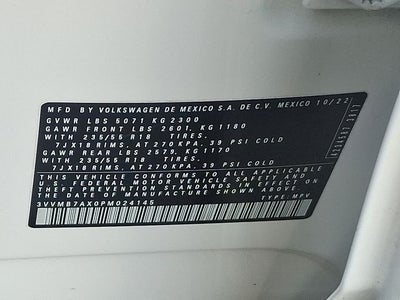 MFD BY VOLKSWAGEN DE MEXICO S.A. DE C.V. MEXICO 10/22
GVWR LBS 5071 KG 2300
GAWR FRONT LBS 2601, KG 1180
WITH 235/55 R18 TIRES.
7JX18 RIMS. AT 270 KPA, 39 PSI COLD
GAWR REAR LBS 2579, KG 1170
WITH 235/55 R18 TIRES.
7JX18 RIMS. AT 270 KPA, 39 PSI COLD
THIS VEHICLE CONFORMS TO ALL APPLICABLE
U.S. FEDERAL MOTOR VEHICLE SAFETY AND
THEFT PREVENTION STANDARDS IN EFFECT ON
THE DATE OF MANUFACTURE SHOWN ABOVE.
3VVMB7AX0PM024145 TYPE: MPV